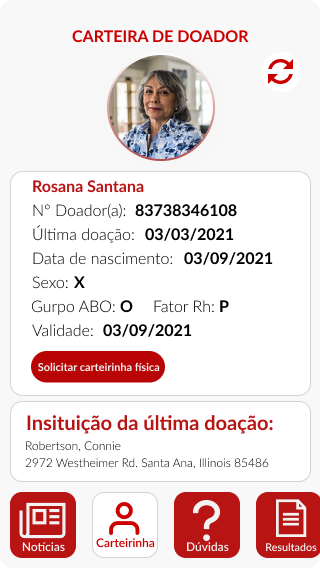 CARTEIRA DE DOADOR
Rosana Santana
Nº Doador(a): 83738346108
Última doação: 03/03/2021
Data de nascimento: 03/09/2021
Sexo: X
Gurpo ABO: O Fator Rh: P
Validade: 03/09/2021
Solicitar carteirinha física
Insituição da última doação:
Robertson, Connie
2972 Westheimer Rd. Santa Ana, Illinois 85486
Notícias Carteirinha Dúvidas Resultados